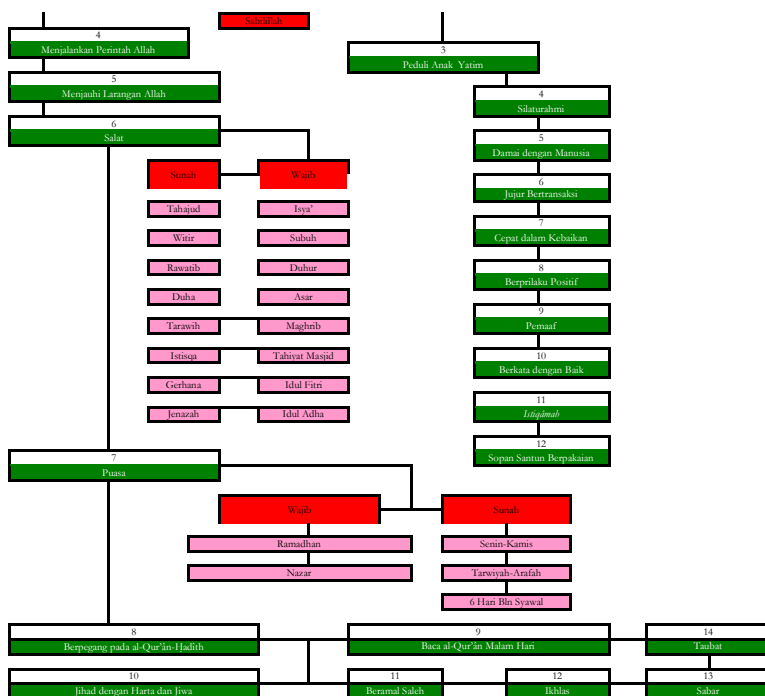 Sabilillah
4
Menjalankan Perintah Allah
3
Peduli Anak Yatim
5
Menjauhi Larangan Allah
4
Silaturahmi
6
Salat
5
Damai dengan Manusia
Sunah
Wajib
6
Jujur Bertransaksi
Tahajud
Isya'
Witir
Subuh
7
Cepat dalam Kebaikan
Rawatib
Duhur
8
Berprilaku Positif
Duha
Asar
9
Pemaaf
Tarawih
Maghrib
Istisqa
Tahiyat Masjid
10
Berkata dengan Baik
Gerhana
Idul Fitri
11
Istiqâmah
Jenazah
Idul Adha
12
Sopan Santun Berpakaian
7
Puasa
Wajib
Sunah
Ramadhan
Senin-Kamis
Nazar
Tarwiyah-Arafah
6 Hari Bln Syawal
8
Berpegang pada al-Qur'ân-Hadîth
9
Baca al-Qur'ân Malam Hari
14
Taubat
10
Jihad dengan Harta dan Jiwa
11
Beramal Saleh
12
Ikhlas
13
Sabar